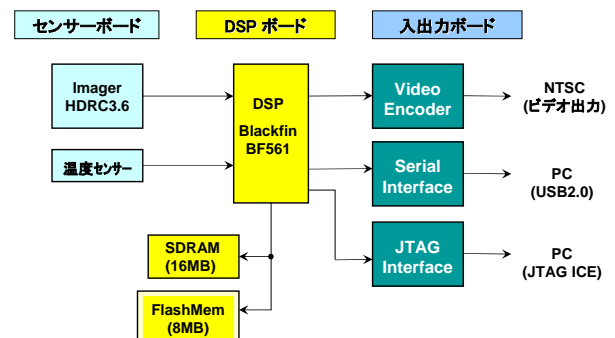 センサーボード
DSP ボード
入出力ボード
Imager
HDRC3.6
DSP
Blackfin
BF561
Video
Encoder
NTSC
(ビデオ出力)
温度センサー
Serial
Interface
PC
(USB2.0)
SDRAM
(16MB)
JTAG
Interface
PC
(JTAG ICE)
FlashMem
(8MB)